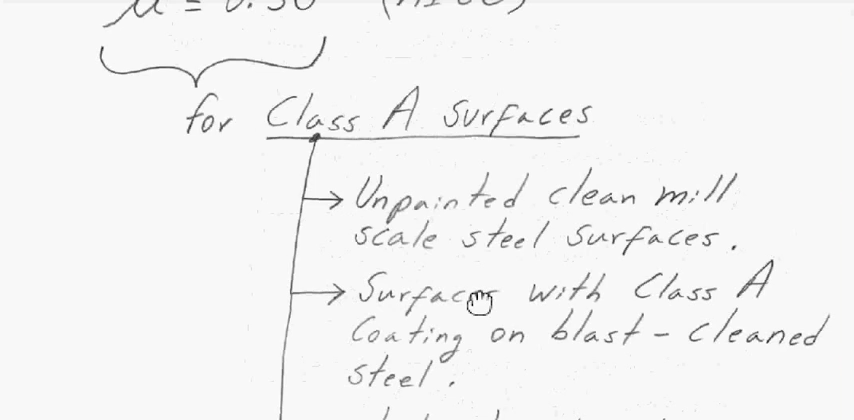 for Class A Surfaces
Unpainted clean mill
scale steel surfaces.
Surfaces with Class A
Coating on blast-cleaned
steel.